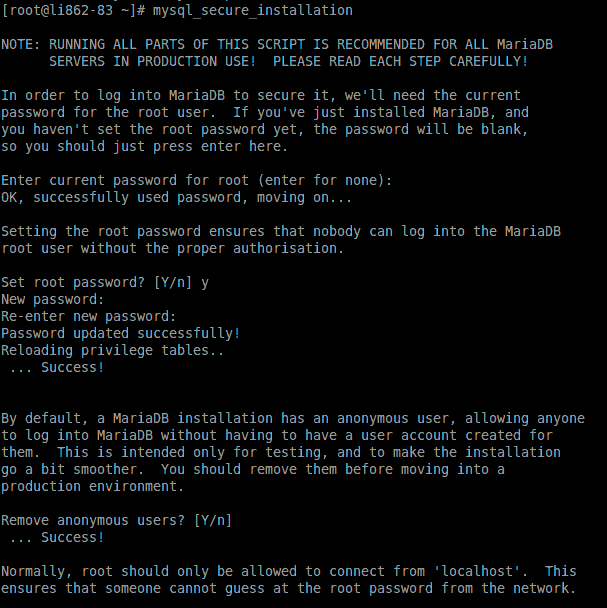 [root@li862-83 ~]# mysql_secure_installation
NOTE: RUNNING ALL PARTS OF THIS SCRIPT IS RECOMMENDED FOR ALL MariaDB
SERVERS IN PRODUCTION USE!  PLEASE READ EACH STEP CAREFULLY!
In order to log into MariaDB to secure it, we'll need the current
password for the root user.  If you've just installed MariaDB, and
you haven't set the root password yet, the password will be blank,
so you should just press enter here.
Enter current password for root (enter for none):
OK, successfully used password, moving on...
Setting the root password ensures that nobody can log into the MariaDB
root user without the proper authorisation.
Set root password? [Y/n] y
New password:
Re-enter new password:
Password updated successfully!
Reloading privilege tables..
 ... Success!
By default, a MariaDB installation has an anonymous user, allowing anyone
to log into MariaDB without having to have a user account created for
them.  This is intended only for testing, and to make the installation
go a bit smoother.  You should remove them before moving into a
production environment.
Remove anonymous users? [Y/n]
 ... Success!
Normally, root should only be allowed to connect from 'localhost'.  This
ensures that someone cannot guess at the root password from the network.